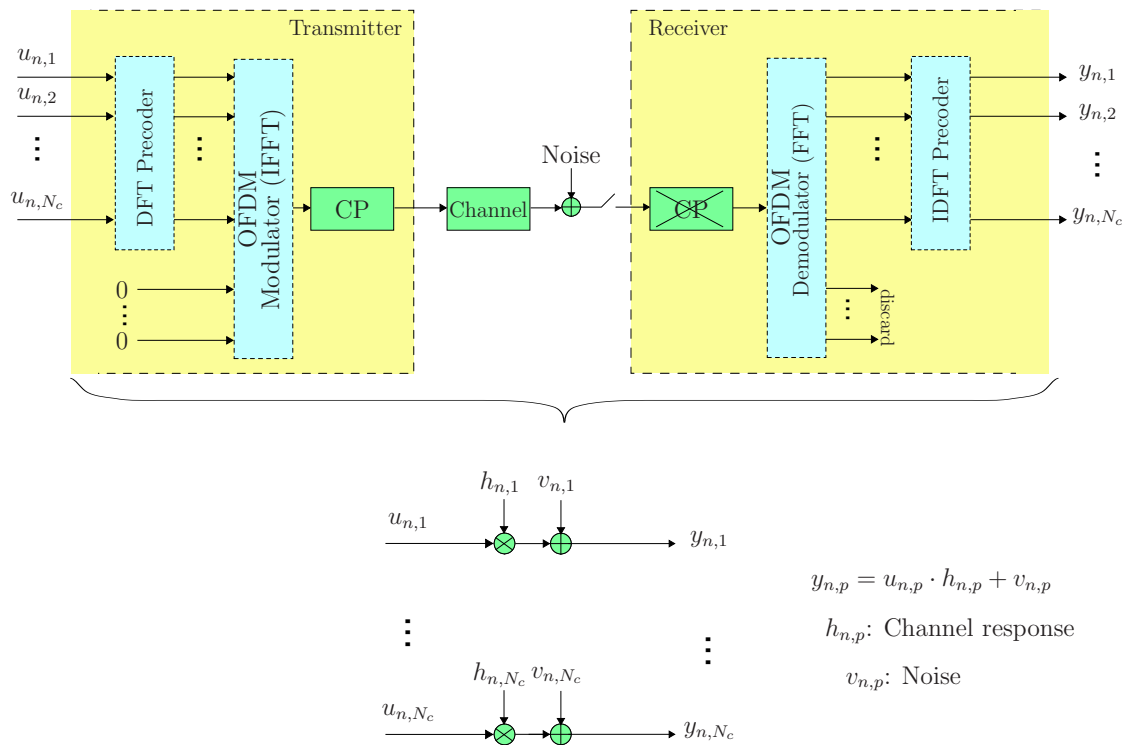 Transmitter
Receiver
u_{n,1}
u_{n,2}
⋮
u_{n,N_c}
DFT Precoder
⋮
0
⋮
0
OFDM
Modulator (IFFT)
CP
Channel
Noise
CP
OFDM
Demodulator (FFT)
⋮
⋮
discard
IDFT Precoder
y_{n,1}
y_{n,2}
⋮
y_{n,N_c}
h_{n,1}
v_{n,1}
u_{n,1}
y_{n,1}
⋮
⋮
h_{n,N_c}
v_{n,N_c}
u_{n,N_c}
y_{n,N_c}
y_{n,p} = u_{n,p} · h_{n,p} + v_{n,p}
h_{n,p}: Channel response
v_{n,p}: Noise